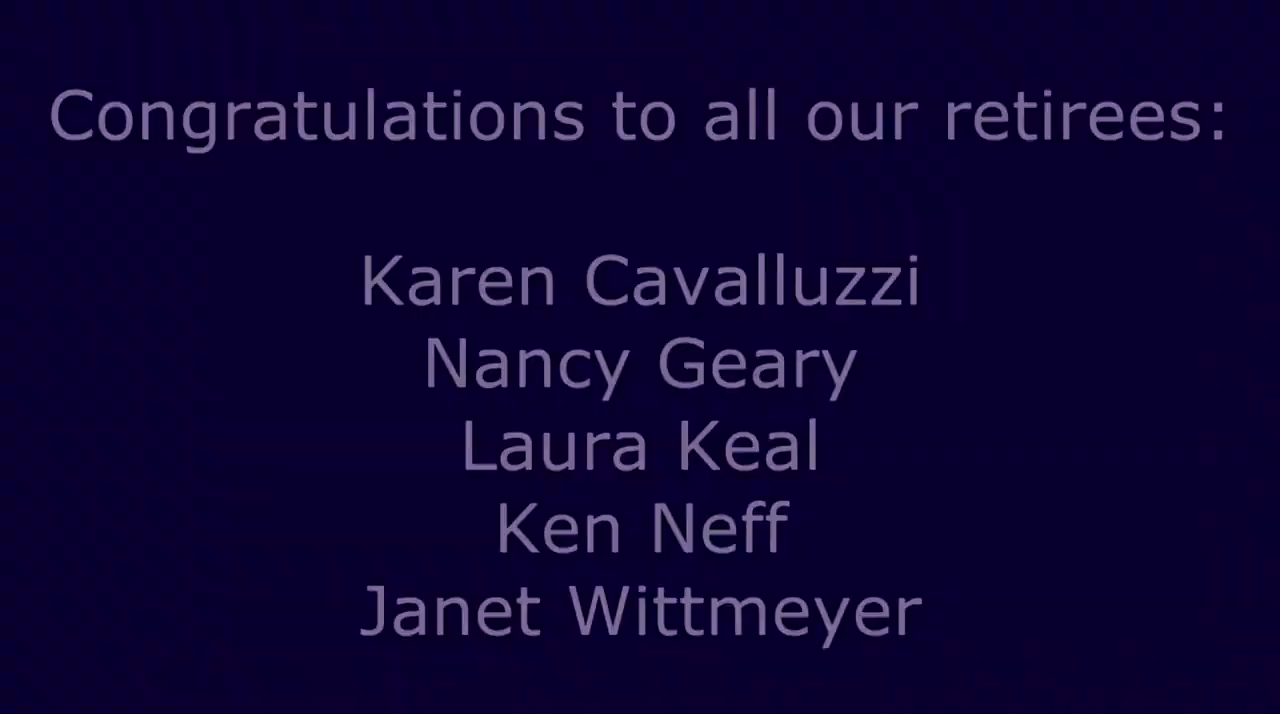 Congratulations to all our retirees:
Karen Cavalluzzi
Nancy Geary
Laura Keal
Ken Neff
Janet Wittmeyer